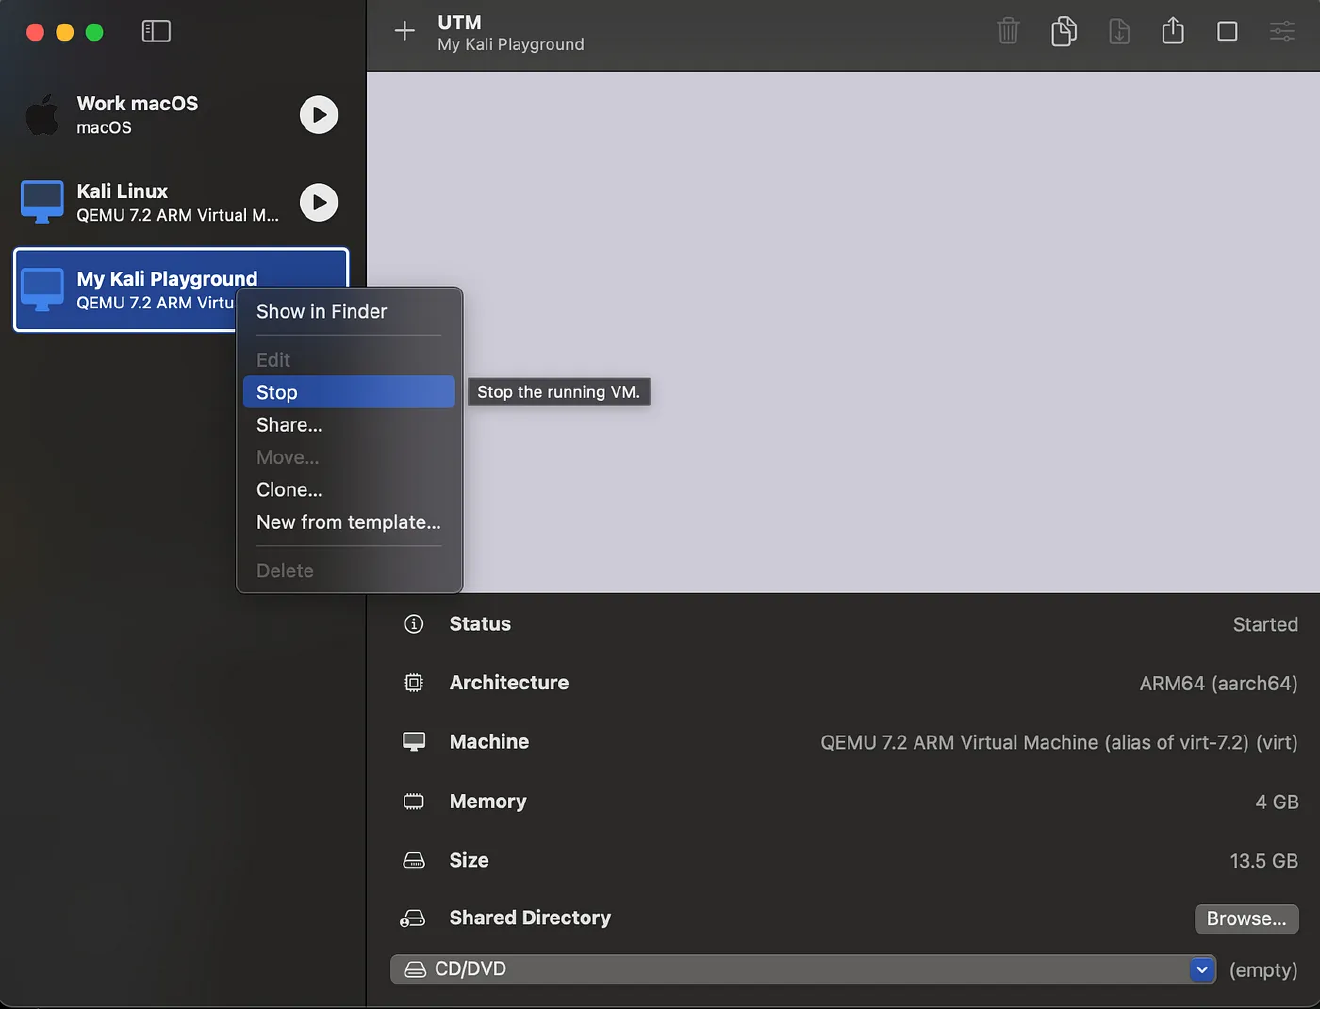 UTM
My Kali Playground
Work macOS
macOS
Kali Linux
QEMU 7.2 ARM Virtual M...
My Kali Playground
QEMU 7.2 ARM Virtu
Show in Finder
Edit
Stop
Stop the running VM.
Share...
Move...
Clone...
New from template...
Delete
Status
Started
Architecture
ARM64 (aarch64)
Machine
QEMU 7.2 ARM Virtual Machine (alias of virt-7.2) (virt)
Memory
4 GB
Size
13.5 GB
Shared Directory
Browse...
CD/DVD
(empty)